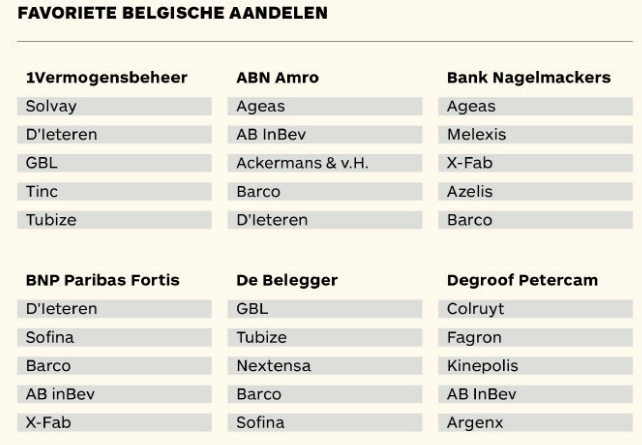 FAVORIETE BELGISCHE AANDELEN
1Vermogensbeheer
Solvay
D'Ieteren
GBL
Tinc
Tubize
ABN Amro
Ageas
AB InBev
Ackermans & v.H.
Barco
D'Ieteren
Bank Nagelmackers
Ageas
Melexis
X-Fab
Azelis
Barco
BNP Paribas Fortis
D'Ieteren
Sofina
Barco
AB inBev
X-Fab
De Belegger
GBL
Tubize
Nextensa
Barco
Sofina
Degroof Petercam
Colruyt
Fagron
Kinepolis
AB InBev
Argenx